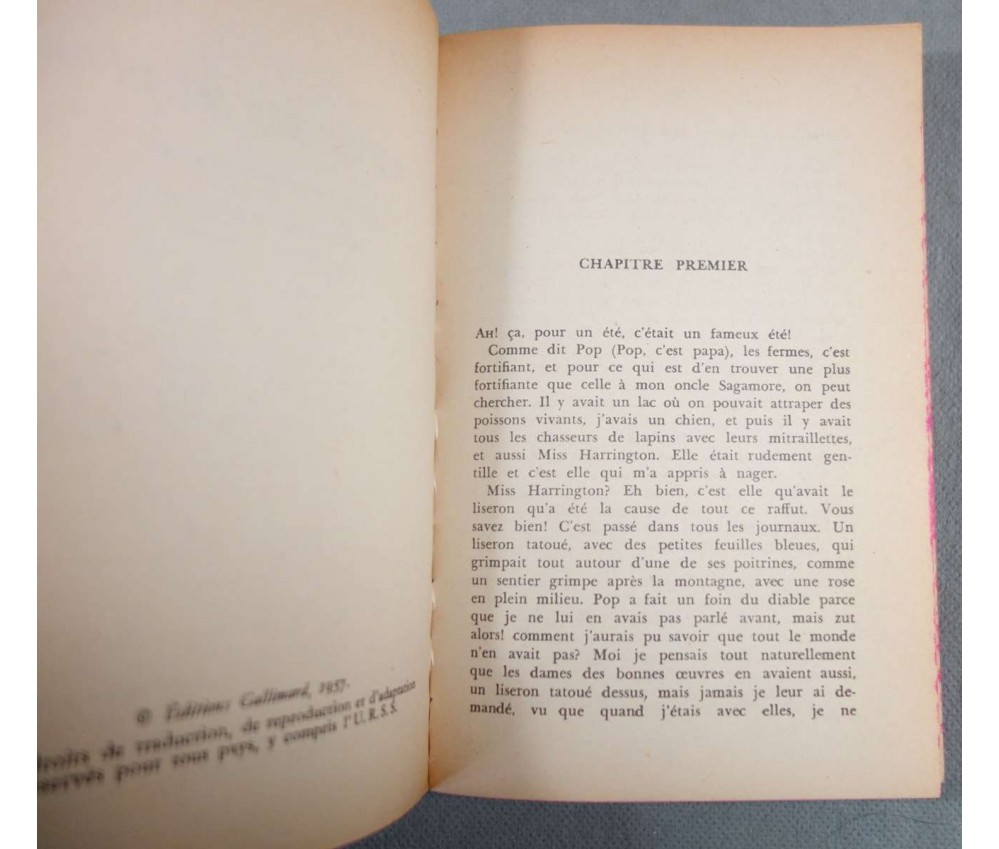 © Éditions Gallimard, 1957.
droits de traduction, de reproduction et d'adaptation
servés pour tous pays, y compris l'U.R.S.S.
CHAPITRE PREMIER
AH! ça, pour un été, c'était un fameux été!
Comme dit Pop (Pop, c'est papa), les fermes, c'est
fortifiant, et pour ce qui est d'en trouver une plus
fortifiante que celle à mon oncle Sagamore, on peut
chercher. Il y avait un lac où on pouvait attraper des
poissons vivants, j'avais un chien, et puis il y avait
tous les chasseurs de lapins avec leurs mitraillettes,
et aussi Miss Harrington. Elle était rudement gen-
tille et c'est elle qui m'a appris à nager.
Miss Harrington? Eh bien, c'est elle qu'avait le
liseron qu'a été la cause de tout ce raffut. Vous
savez bien! C'est passé dans tous les journaux. Un
liseron tatoué, avec des petites feuilles bleues, qui
grimpait tout autour d'une de ses poitrines, comme
un sentier grimpe après la montagne, avec une rose
en plein milieu. Pop a fait un foin du diable parce
que je ne lui en avais pas parlé avant, mais zut
alors! comment j'aurais pu savoir que tout le monde
n'en avait pas? Moi je pensais tout naturellement
que les dames des bonnes œuvres en avaient aussi,
un liseron tatoué dessus, mais jamais je leur ai de-
mandé, vu que quand j'étais avec elles, je ne